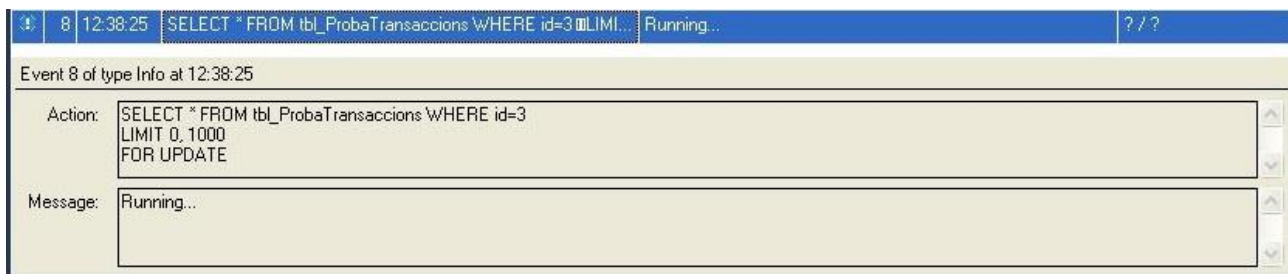 8 12:38:25 SELECT * FROM tbl_ProbaTransaccions WHERE id=3 LIMI... Running... ? / ?
Event 8 of type Info at 12:38:25
Action: SELECT * FROM tbl_ProbaTransaccions WHERE id=3
LIMIT 0, 1000
FOR UPDATE
Message: Running...